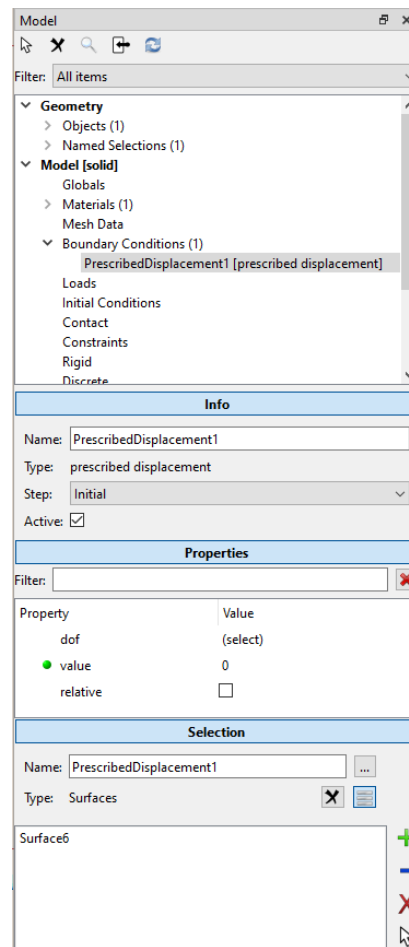 Model
Filter: All items
Geometry
Objects (1)
Named Selections (1)
Model [solid]
Globals
Materials (1)
Mesh Data
Boundary Conditions (1)
PrescribedDisplacement1 [prescribed displacement]
Loads
Initial Conditions
Contact
Constraints
Rigid
Discrete
Info
Name: PrescribedDisplacement1
Type: prescribed displacement
Step: Initial
Active:
Properties
Filter:
Property Value
dof (select)
value 0
relative
Selection
Name: PrescribedDisplacement1 ...
Type: Surfaces
Surface6